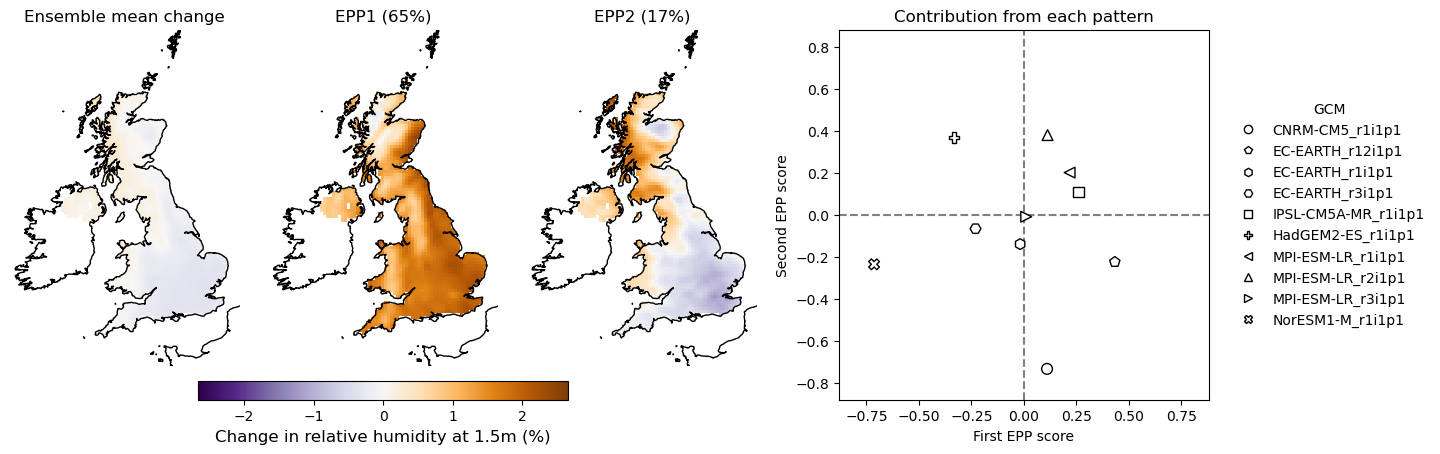 Ensemble mean change
EPP1 (65%)
EPP2 (17%)
Contribution from each pattern
−2 −1 0 1 2
Change in relative humidity at 1.5m (%)
Second EPP score
0.8
0.6
0.4
0.2
0.0
−0.2
−0.4
−0.6
−0.8
−0.75 −0.50 −0.25 0.00 0.25 0.50 0.75
First EPP score
GCM
CNRM-CM5_r1i1p1
EC-EARTH_r12i1p1
EC-EARTH_r1i1p1
EC-EARTH_r3i1p1
IPSL-CM5A-MR_r1i1p1
HadGEM2-ES_r1i1p1
MPI-ESM-LR_r1i1p1
MPI-ESM-LR_r2i1p1
MPI-ESM-LR_r3i1p1
NorESM1-M_r1i1p1